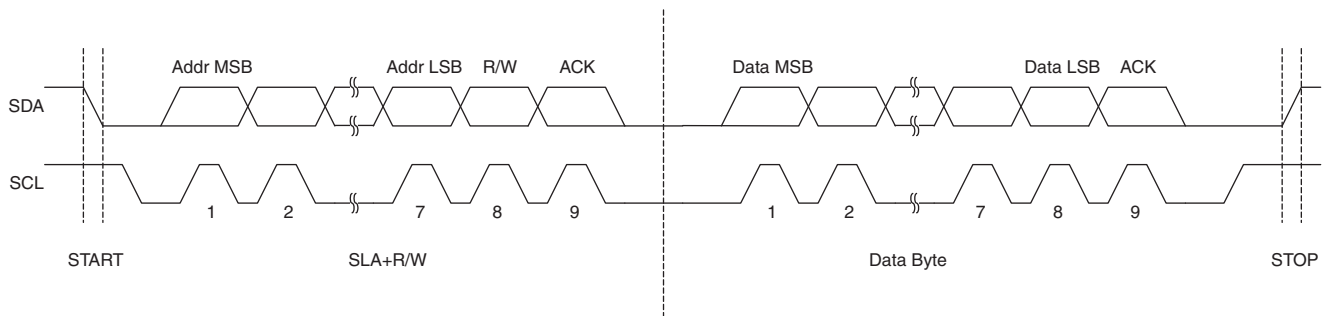 Addr MSB Addr LSB R/W ACK Data MSB Data LSB ACK
SDA
SCL
1 2 7 8 9 1 2 7 8 9
START SLA+R/W Data Byte STOP